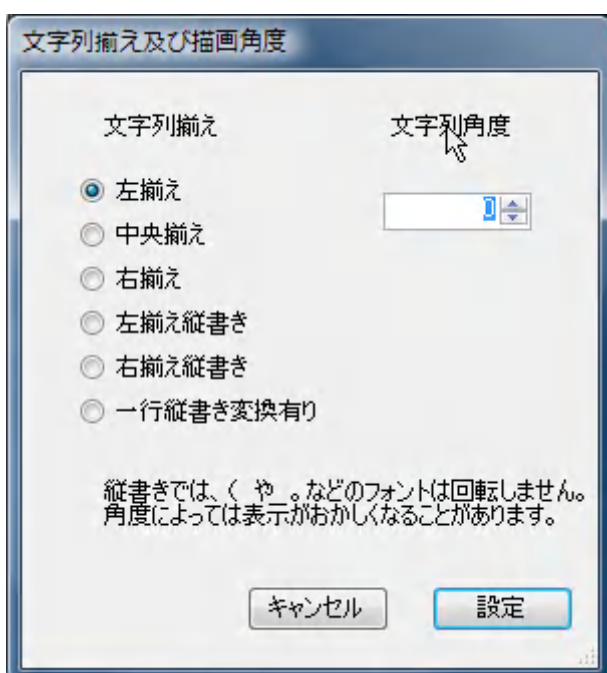 文字列揃え及び描画角度
文字列揃え
文字列角度
左揃え
0
中央揃え
右揃え
左揃え縦書き
右揃え縦書き
一行縦書き変換有り
縦書きでは、( や 。などのフォントは回転しません。
角度によっては表示がおかしくなることがあります。
キャンセル
設定